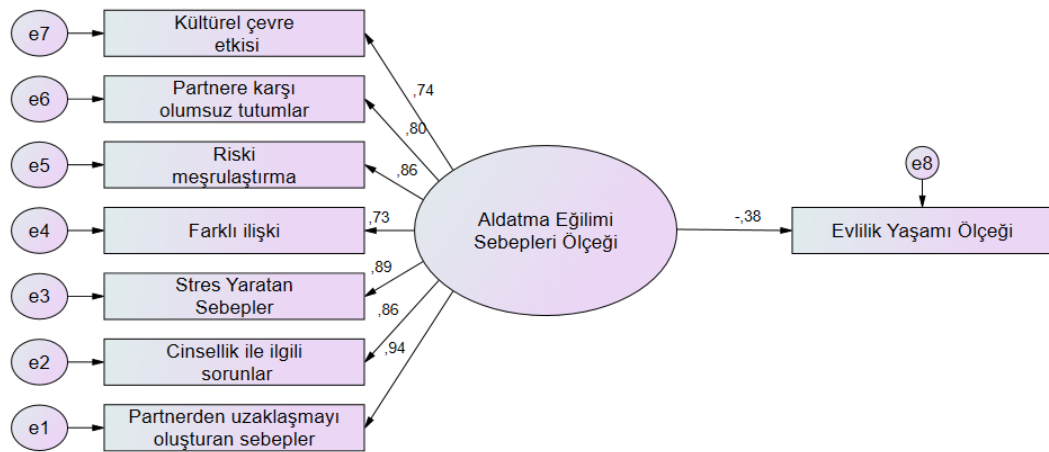 e7
Kültürel çevre
etkisi
,74
e6
Partnere karşı
olumsuz tutumlar
,80
e5
Riski
meşrulaştırma
,86
e4
Farklı ilişki
,73
e3
Stres Yaratan
Sebepler
,89
e2
Cinsellik ile ilgili
sorunlar
,86
e1
Partnerden uzaklaşmayı
oluşturan sebepler
,94
Aldatma Eğilimi
Sebepleri Ölçeği
-,38
e8
Evlilik Yaşamı Ölçeği